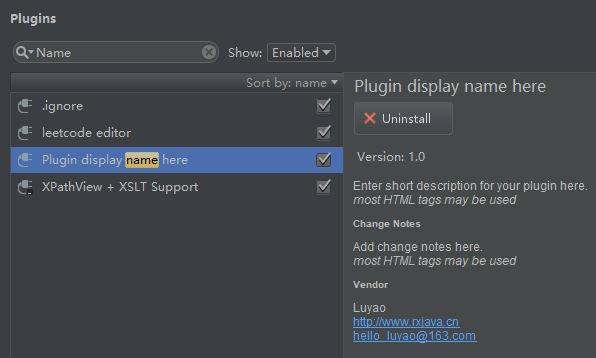 Plugins
Name
Show: Enabled
Sort by: name
.ignore
leetcode editor
Plugin display name here
XPathView + XSLT Support
Plugin display name here
Uninstall
Version: 1.0
Enter short description for your plugin here.
most HTML tags may be used
Change Notes
Add change notes here.
most HTML tags may be used
Vendor
Luyao
http://www.rxjava.cn
hello_luyao@163.com